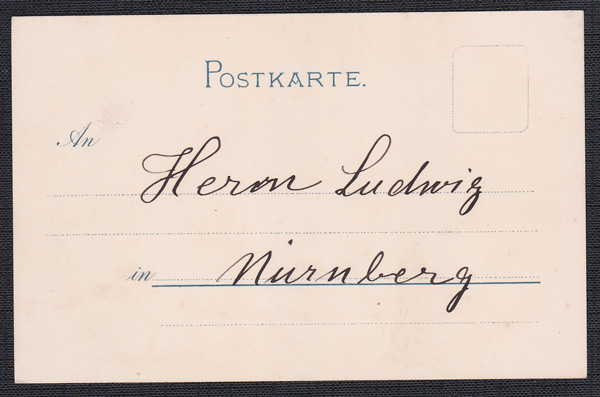 POSTKARTE.
An
Herrn Ludwig
in Nürnberg